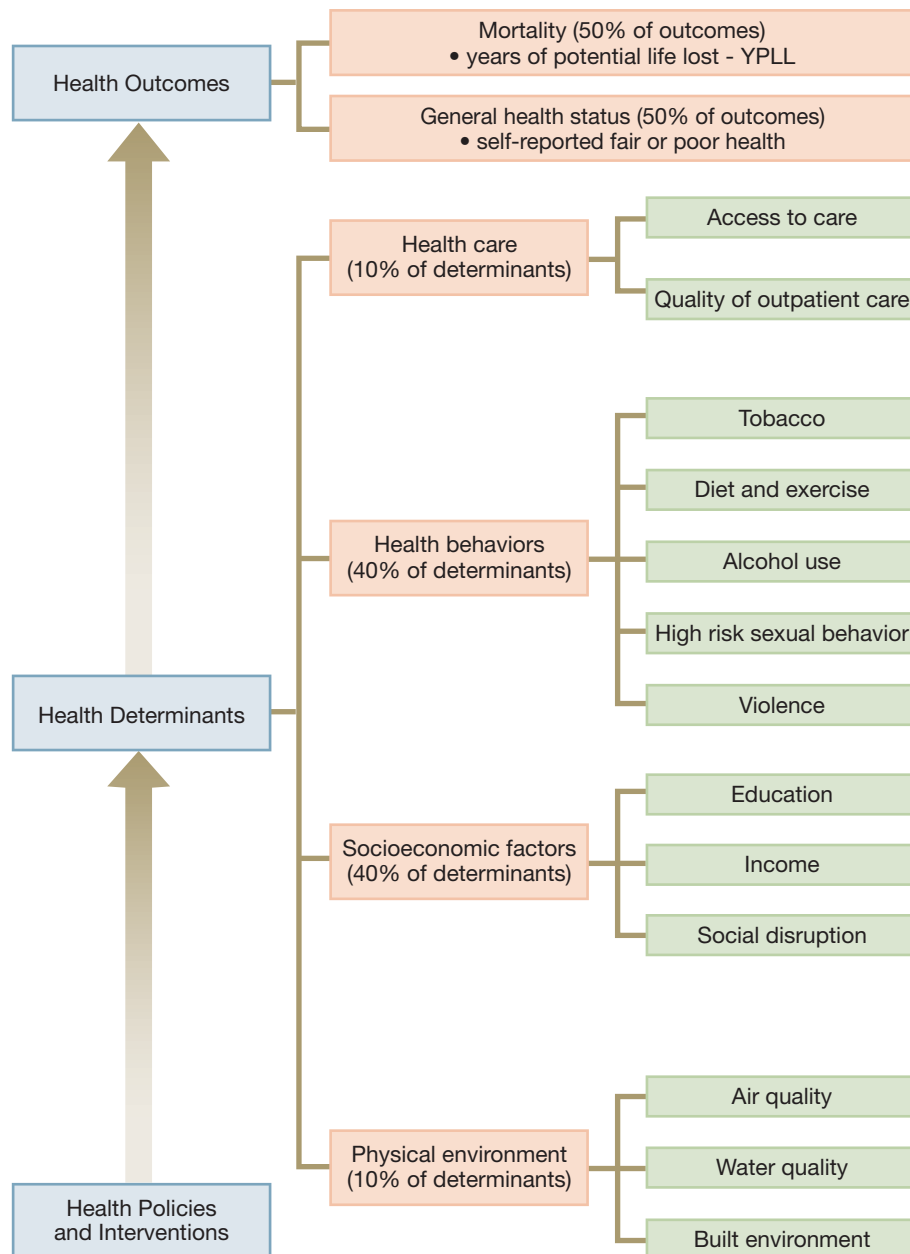 Health Outcomes
Mortality (50% of outcomes)
• years of potential life lost - YPLL
General health status (50% of outcomes)
• self-reported fair or poor health
Health Determinants
Health care
(10% of determinants)
Access to care
Quality of outpatient care
Health behaviors
(40% of determinants)
Tobacco
Diet and exercise
Alcohol use
High risk sexual behavior
Violence
Socioeconomic factors
(40% of determinants)
Education
Income
Social disruption
Physical environment
(10% of determinants)
Air quality
Water quality
Built environment
Health Policies
and Interventions